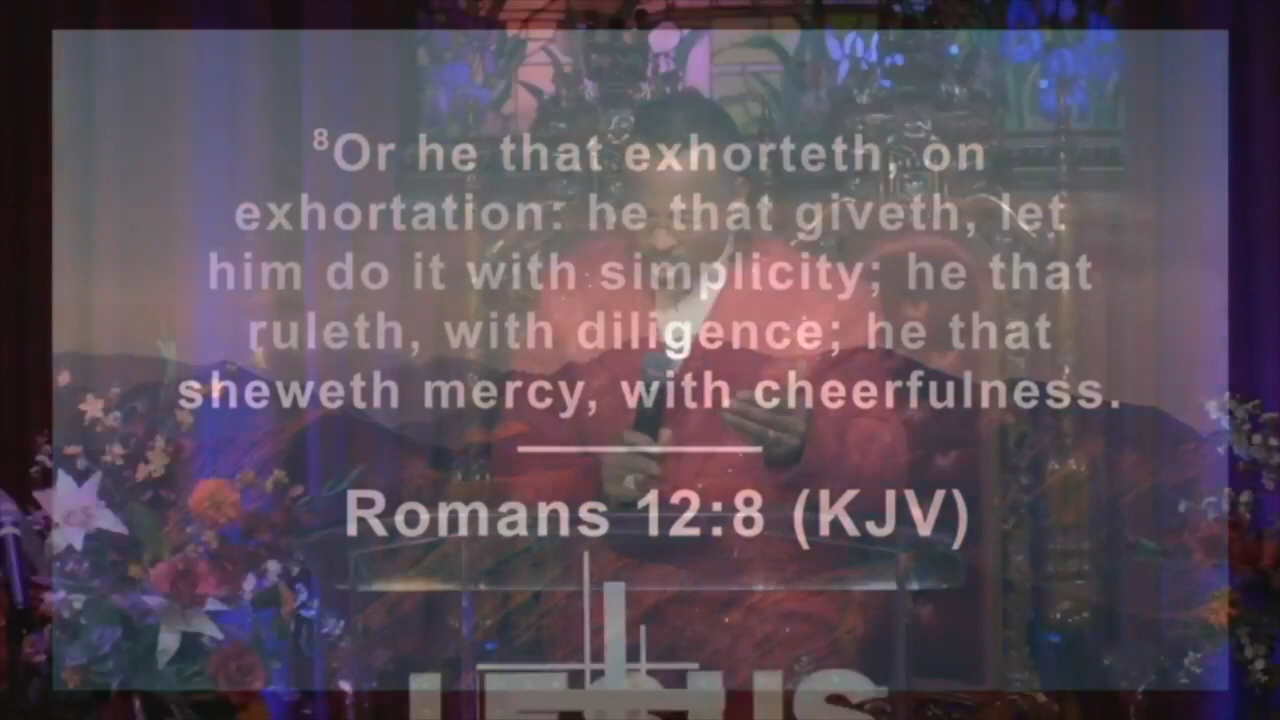 ⁸Or he that exhorteth, on
exhortation: he that giveth, let
him do it with simplicity; he that
ruleth, with diligence; he that
sheweth mercy, with cheerfulness.
Romans 12:8 (KJV)
JESUS